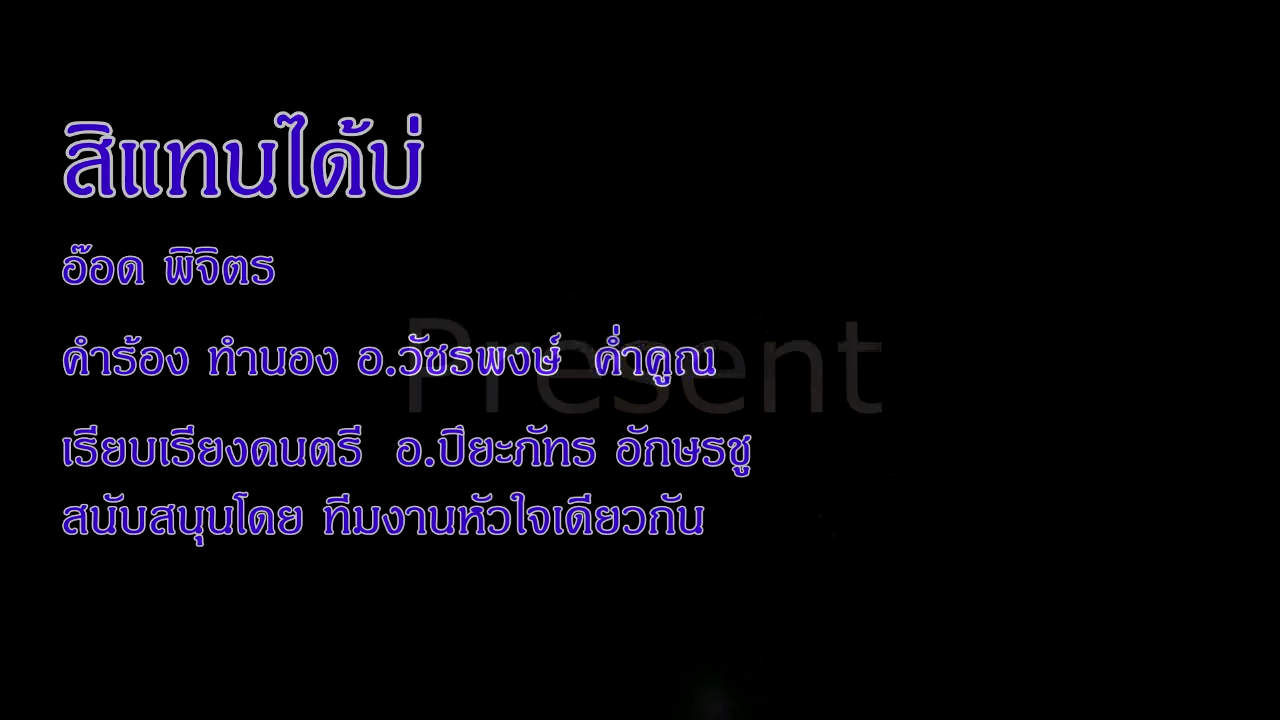 สิแทนได้บ่
อ๊อด พิจิตร
Present
คำร้อง ทำนอง อ.วัชรพงษ์ ค่ำคูณ
เรียบเรียงดนตรี อ.ปิยะภัทร อักษรชู
สนับสนุนโดย ทีมงานหัวใจเดียวกัน